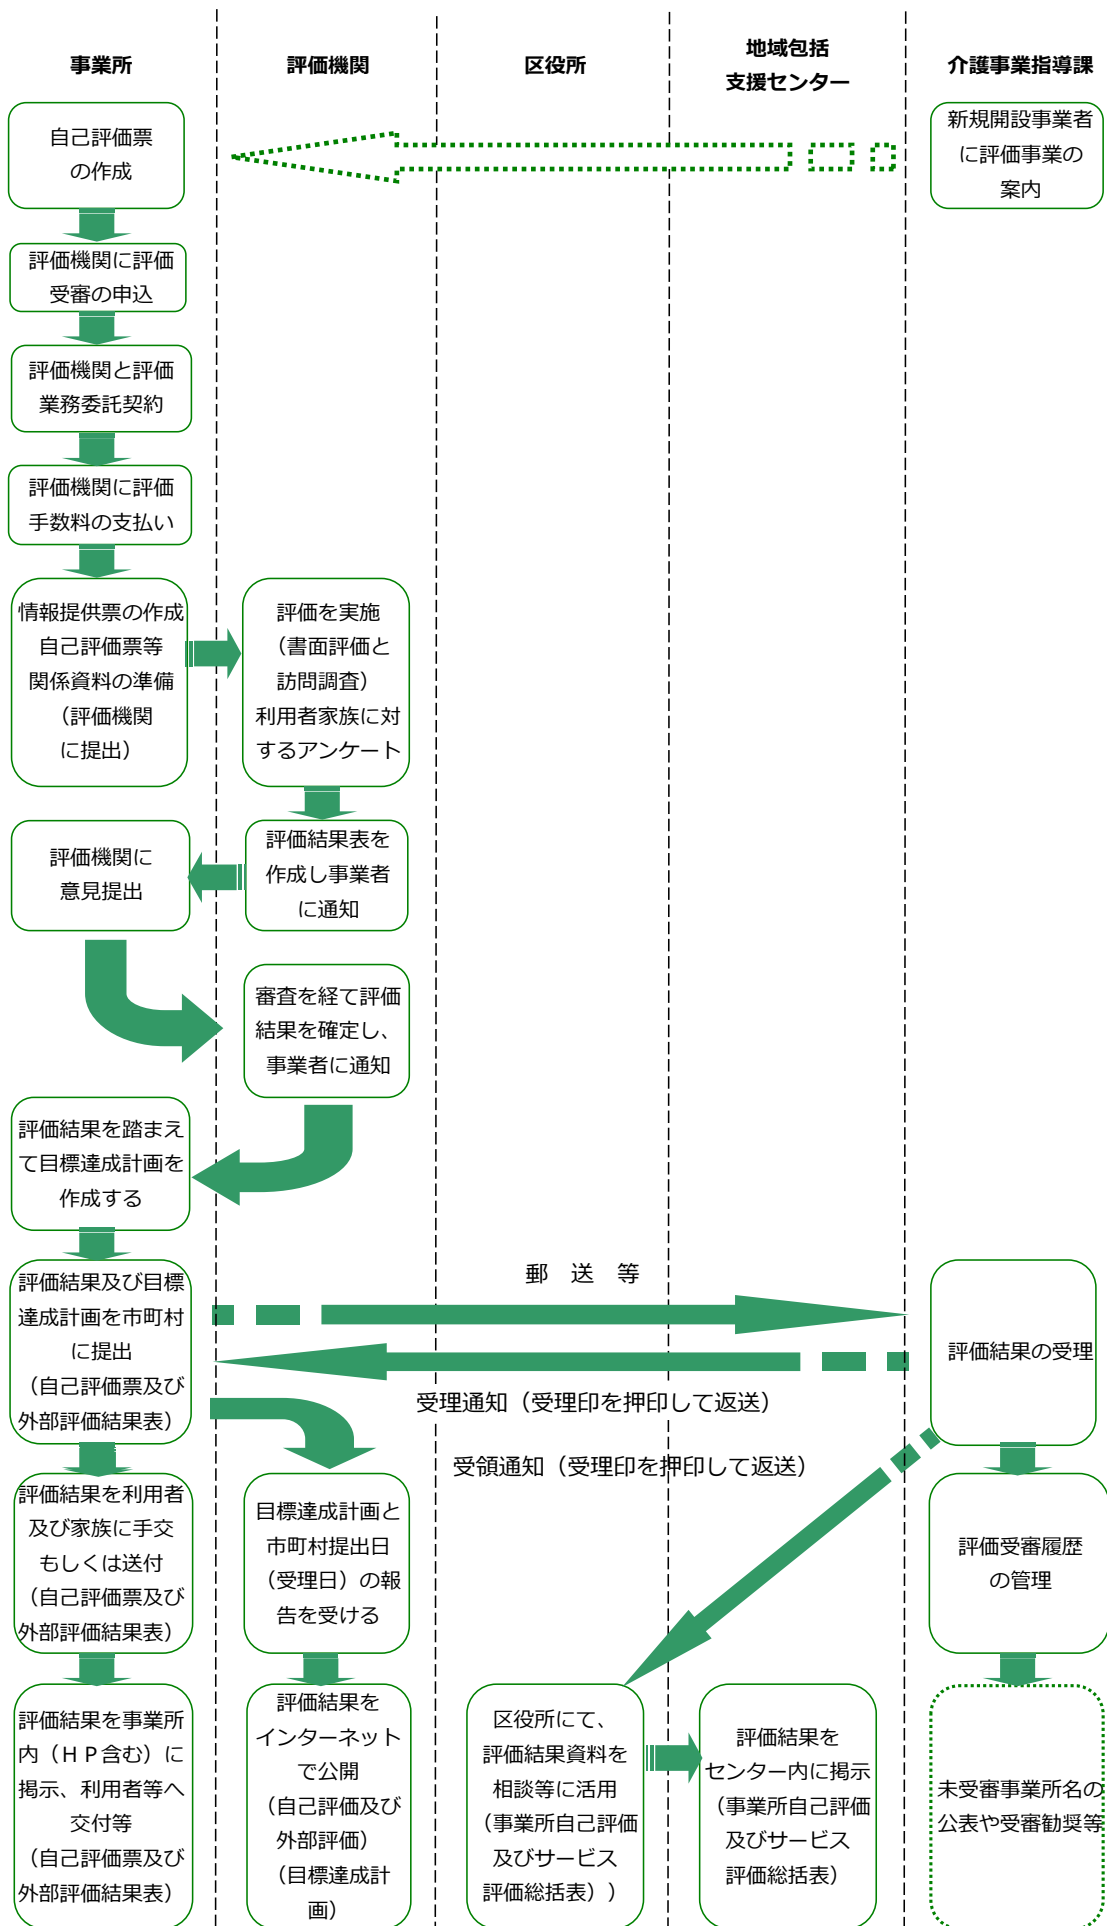 事業所
評価機関
区役所
地域包括
支援センター
介護事業指導課
自己評価票
の作成
新規開設事業者
に評価事業の
案内
評価機関に評価
受審の申込
評価機関と評価
業務委託契約
評価機関に評価
手数料の支払い
情報提供票の作成
自己評価票等
関係資料の準備
（評価機関
に提出）
評価を実施
（書面評価と
訪問調査）
利用者家族に対
するアンケート
評価機関に
意見提出
評価結果表を
作成し事業者
に通知
審査を経て評価
結果を確定し、
事業者に通知
評価結果を踏まえ
て目標達成計画を
作成する
評価結果及び目標
達成計画を市町村
に提出
（自己評価票及び
外部評価結果表）
郵　送　等
受理通知（受理印を押印して返送）
評価結果の受理
受領通知（受理印を押印して返送）
評価結果を利用者
及び家族に手交
もしくは送付
（自己評価票及び
外部評価結果表）
目標達成計画と
市町村提出日
（受理日）の報
告を受ける
評価受審履歴
の管理
評価結果を事業所
内（ＨＰ含む）に
掲示、利用者等へ
交付等
（自己評価票及び
外部評価結果表）
評価結果を
インターネット
で公開
（自己評価及び
外部評価）
（目標達成計
画）
区役所にて、
評価結果資料を
相談等に活用
（事業所自己評価
及びサービス
評価総括表））
評価結果を
センター内に掲示
（事業所自己評価
及びサービス
評価総括表）
未受審事業所名の
公表や受審勧奨等